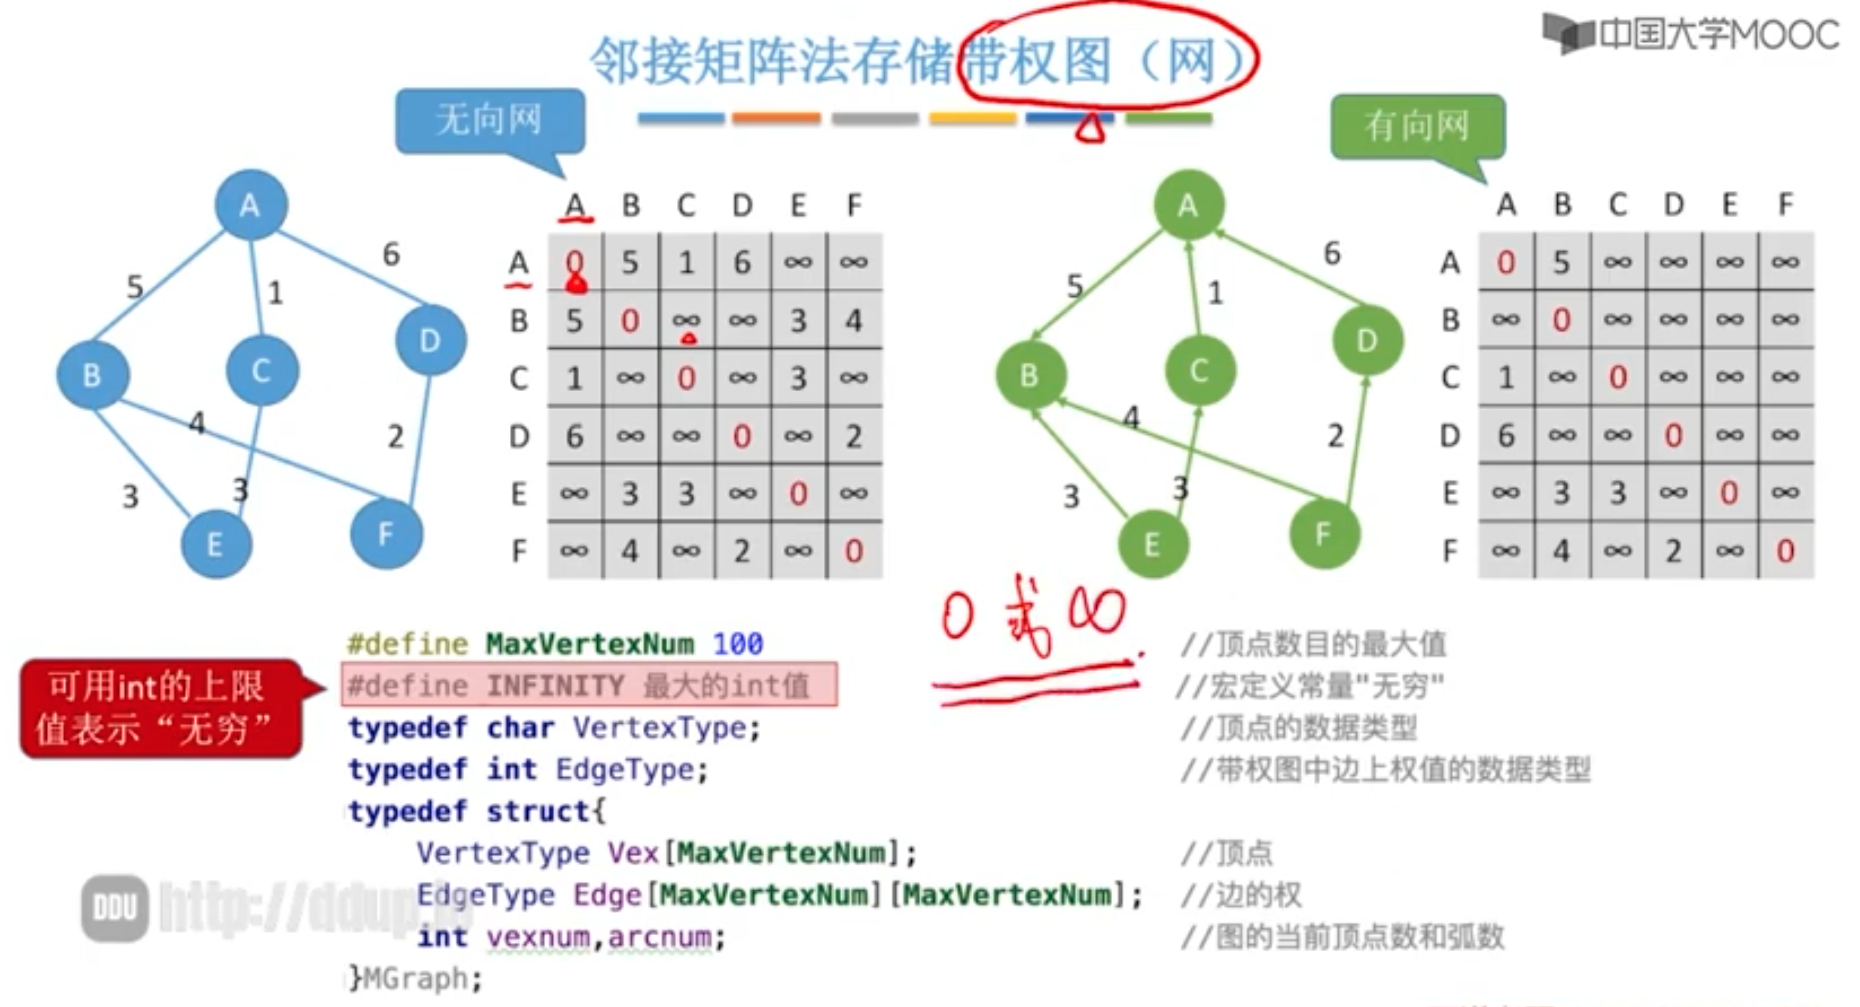 中国大学MOOC
邻接矩阵法存储带权图（网）
无向网
有向网
A
B
C
D
E
F
5
1
6
4
3
3
2
A B C D E F
A 0 5 1 6 ∞ ∞
B 5 0 ∞ ∞ 3 4
C 1 ∞ 0 ∞ 3 ∞
D 6 ∞ ∞ 0 ∞ 2
E ∞ 3 3 ∞ 0 ∞
F ∞ 4 ∞ 2 ∞ 0
A
B
C
D
E
F
5
1
6
4
3
3
2
A B C D E F
A 0 5 ∞ ∞ ∞ ∞
B ∞ 0 ∞ ∞ ∞ ∞
C 1 ∞ 0 ∞ ∞ ∞
D 6 ∞ ∞ 0 ∞ ∞
E ∞ 3 3 ∞ 0 ∞
F ∞ 4 ∞ 2 ∞ 0
0 或 ∞
可用int的上限
值表示“无穷”
#define MaxVertexNum 100 //顶点数目的最大值
#define INFINITY 最大的int值 //宏定义常量"无穷"
typedef char VertexType; //顶点的数据类型
typedef int EdgeType; //带权图中边上权值的数据类型
typedef struct{
VertexType Vex[MaxVertexNum]; //顶点
EdgeType Edge[MaxVertexNum][MaxVertexNum]; //边的权
int vexnum,arcnum; //图的当前顶点数和弧数
}MGraph;
DDU